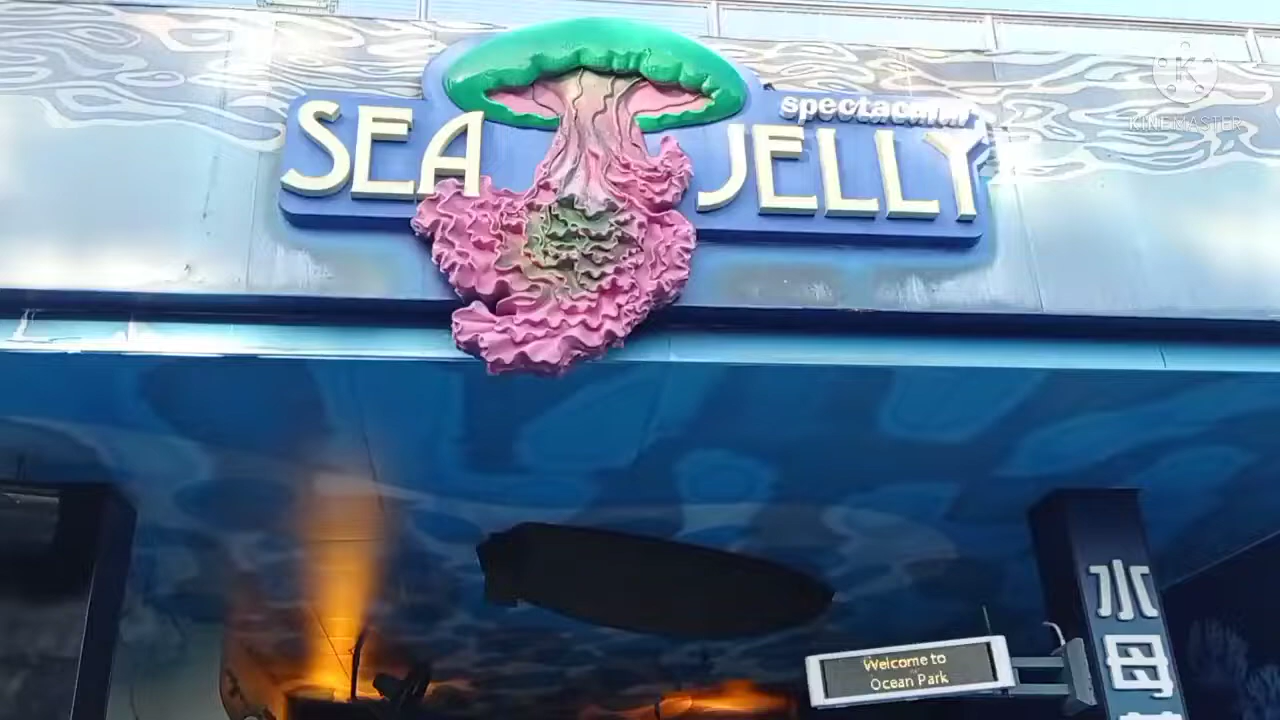 SEA JELLY
spectacular
KINEMASTER
Welcome to
Ocean Park
水母